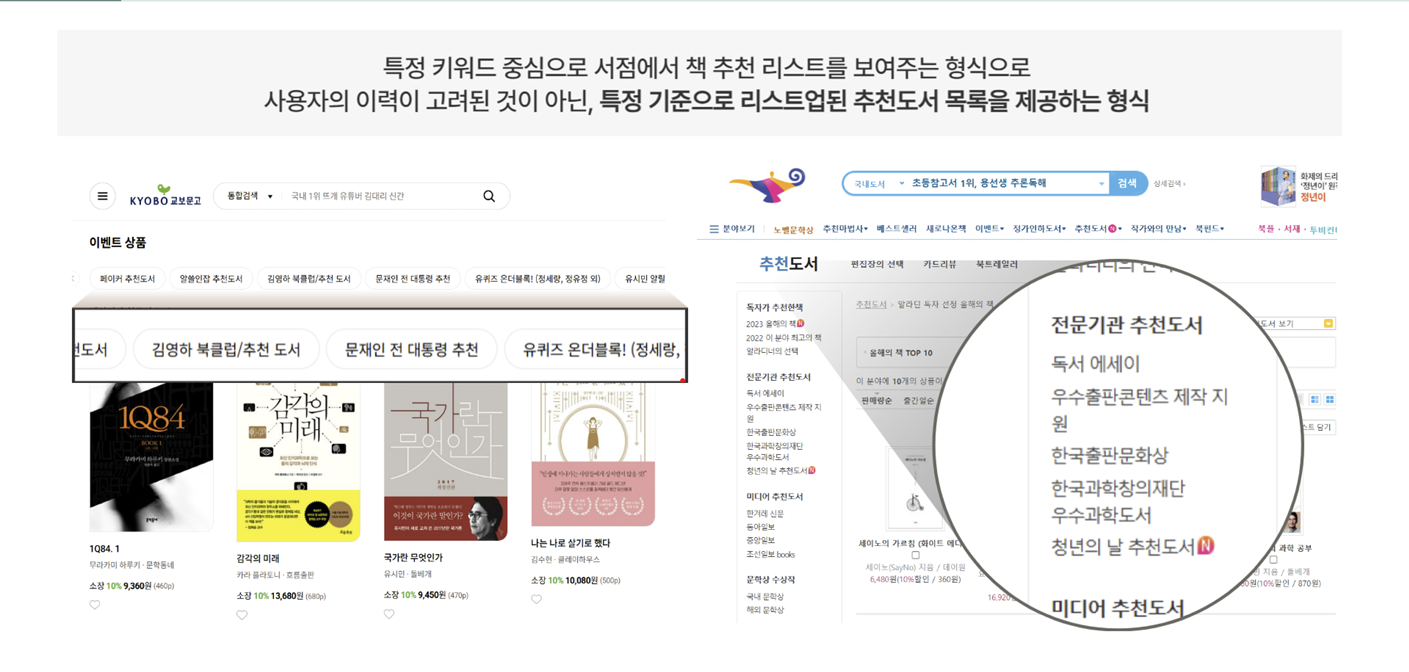 특정 키워드 중심으로 서점에서 책 추천 리스트를 보여주는 형식으로
사용자의 이력이 고려된 것이 아닌, 특정 기준으로 리스트업된 추천도서 목록을 제공하는 형식
KYOBO 교보문고
통합검색
국내 1위 뜨개 유튜버 김대리 신간
이벤트 상품
페이커 추천도서
알쓸인잡 추천도서
김영하 북클럽/추천 도서
문재인 전 대통령 추천
유퀴즈 온더블록! (정세랑, 정유정 외)
유시민 알릴
천도서
김영하 북클럽/추천 도서
문재인 전 대통령 추천
유퀴즈 온더블록! (정세랑,
1Q84
BOOK 1
무라카미 하루키 장편소설
감각의
미래
국가란
무엇인가
2017
개정신판
이것이 국가란 말인가?
1Q84. 1
무라카미 하루키 · 문학동네
소장 10% 9,360원 (460p)
감각의 미래
카라 플라토니 · 흐름출판
소장 10% 13,680원 (680p)
국가란 무엇인가
유시민 · 돌베개
소장 10% 9,450원 (470p)
나는 나로 살기로 했다
김수현 · 클레이하우스
소장 10% 10,080원 (500p)
국내도서
초등참고서 1위, 용선생 추론독해
검색
상세검색
화제의 드라
'정년이' 원
정년이
분야보기
노벨문학상
추천마법사
베스트셀러
새로나온책
이벤트
정가인하도서
추천도서 N
작가와의 만남
북펀드
북플 · 서재 · 투비컨
추천도서
편집장의 선택
카드리뷰
북트레일러
독자가 추천한책
2023 올해의 책 N
2022 이 분야 최고의 책
알라디너의 선택
전문기관 추천도서
독서 에세이
우수출판콘텐츠 제작 지
원
한국출판문화상
한국과학창의재단
우수과학도서
청년의 날 추천도서 N
미디어 추천도서
한겨레 신문
동아일보
중앙일보
조선일보 books
문학상 수상작
국내 문학상
해외 문학상
추천도서 > 알라딘 독자 선정 올해의 책
올해의 책 TOP 10
이 분야에 10개의 상품이
판매량순
출간일순
세이노의 가르침 (화이트 에디
세이노(SayNo) 지음 / 데이원
6,480원(10%할인 / 360원)
16,920
전문기관 추천도서
독서 에세이
우수출판콘텐츠 제작 지
원
한국출판문화상
한국과학창의재단
우수과학도서
청년의 날 추천도서 N
미디어 추천도서
도서 보기
스트 담기
과학 공부
지음 / 돌베개
원(10%할인 / 870원)